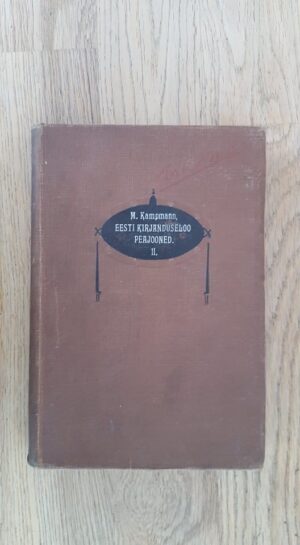 M. Kampmann,
EESTI KIRJANDUSELOO
PEAJOONED.
II.